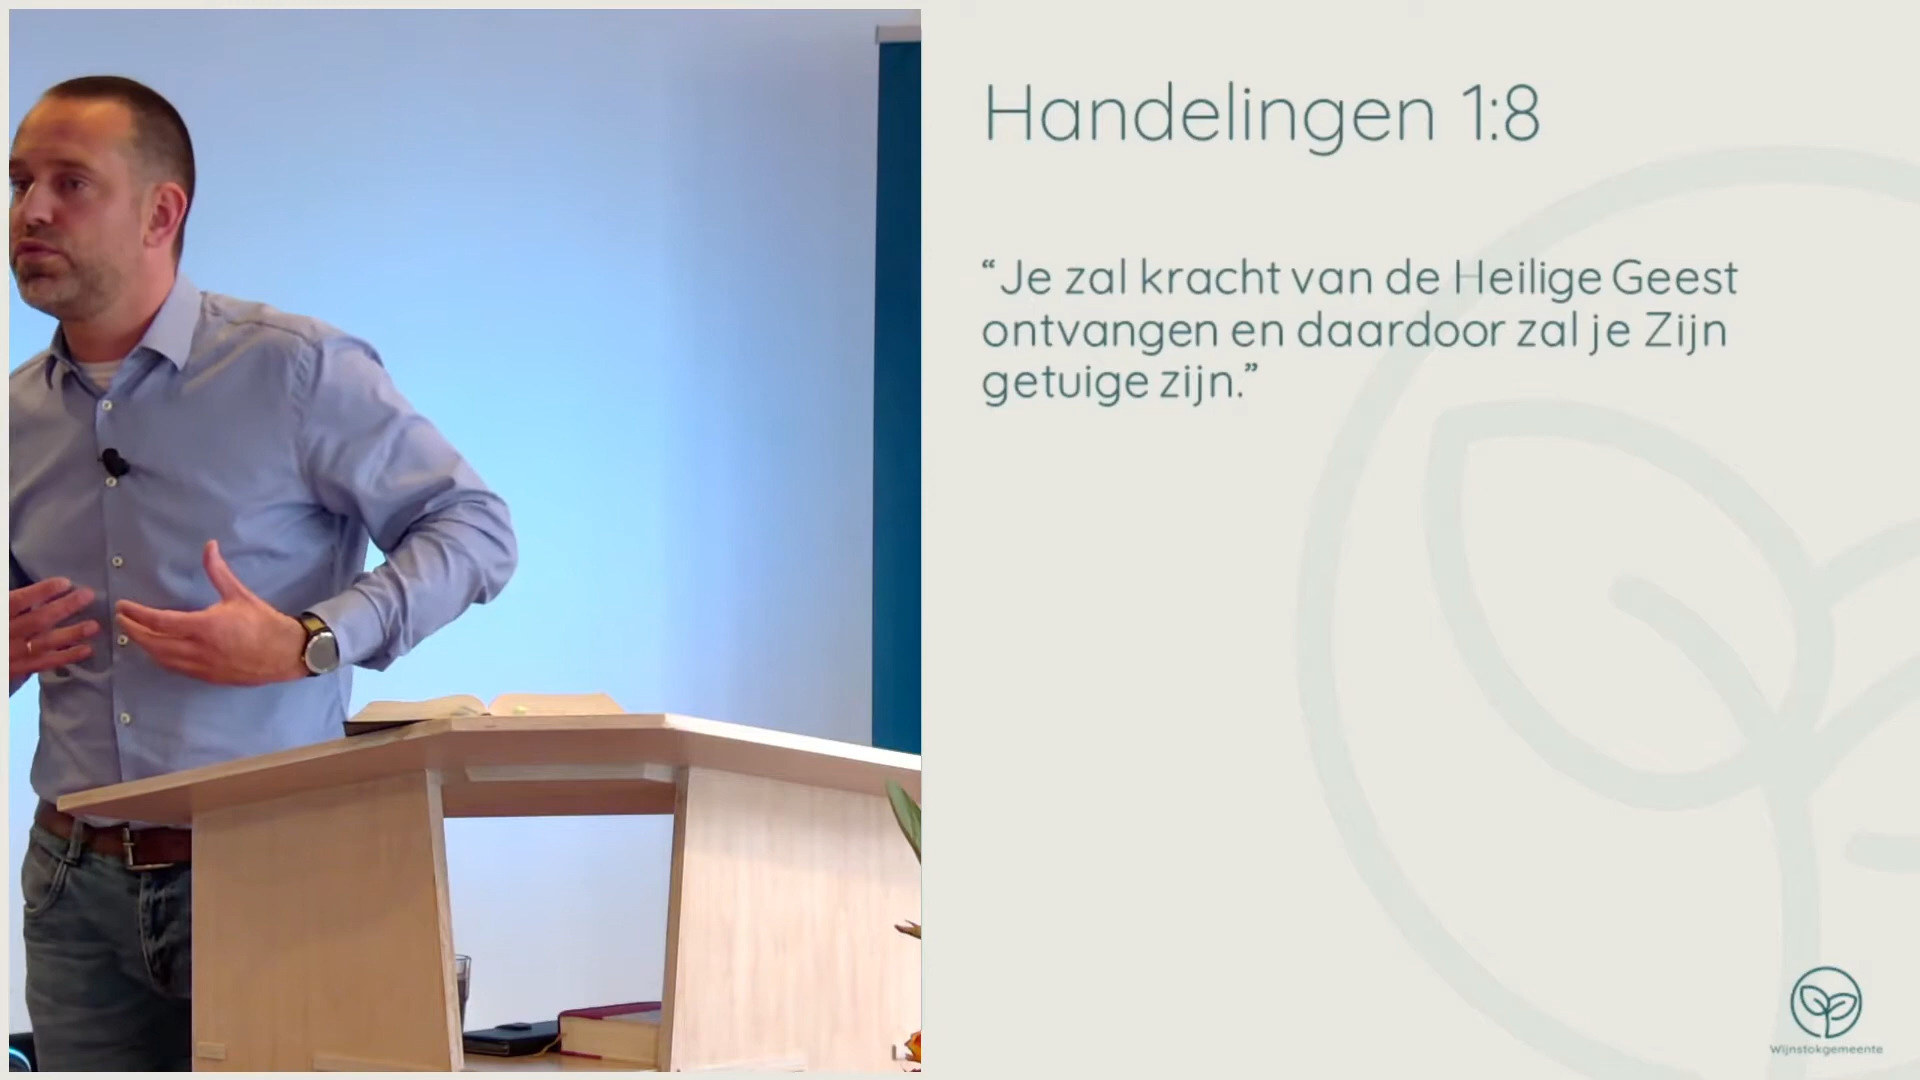 Handelingen 1:8
“Je zal kracht van de Heilige Geest
ontvangen en daardoor zal je Zijn
getuige zijn.”
Wijnstokgemeente